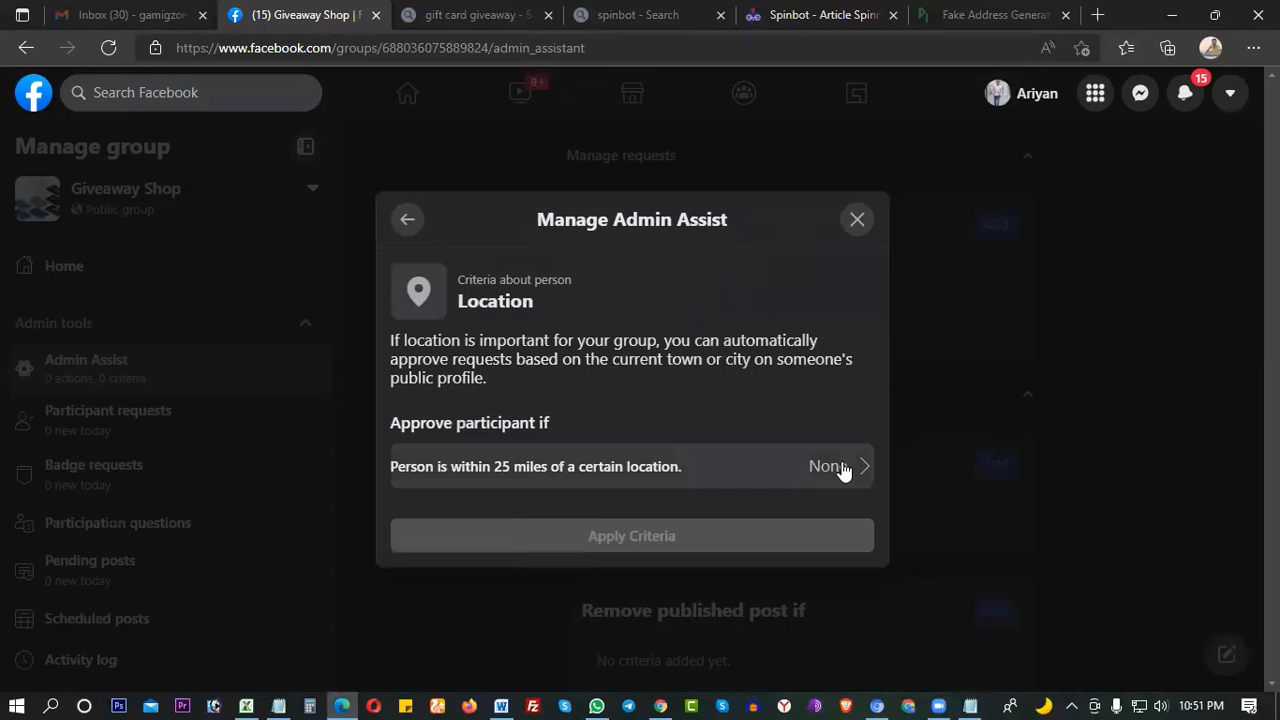 Inbox (30) - gamigzon
(15) Giveaway Shop | F
gift card giveaway - S
spinbot - Search
Spinbot - Article Spinn
Fake Address Generat
https://www.facebook.com/groups/688036075889824/admin_assistant
Search Facebook
9+
Ariyan
15
Manage group
Giveaway Shop
Public group
Home
Admin tools
Admin Assist
0 actions, 0 criteria
Participant requests
0 new today
Badge requests
0 new today
Participation questions
Pending posts
0 new today
Scheduled posts
Activity log
Manage requests
Add
Manage Admin Assist
Criteria about person
Location
If location is important for your group, you can automatically
approve requests based on the current town or city on someone's
public profile.
Approve participant if
Person is within 25 miles of a certain location.
None
Apply Criteria
Add
Remove published post if
No criteria added yet.
10:51 PM